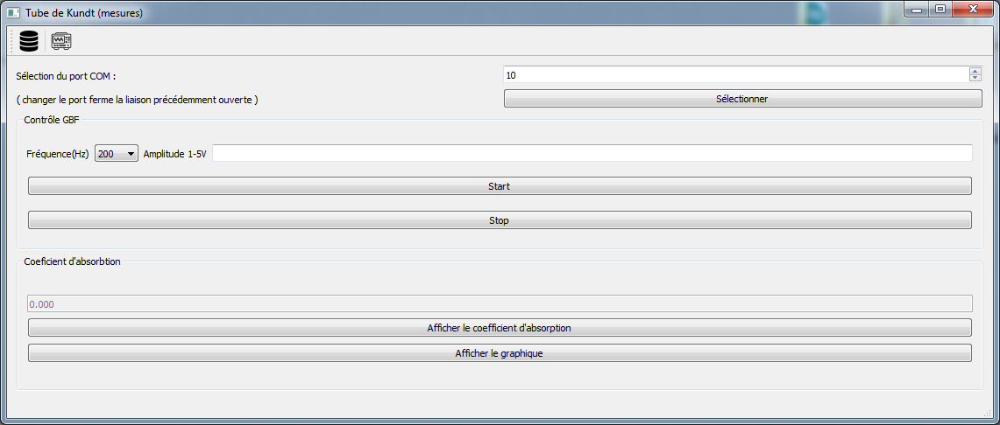 Tube de Kundt (mesures)
Sélection du port COM :
10
( changer le port ferme la liaison précédemment ouverte )
Sélectionner
Contrôle GBF
Fréquence(Hz) 200 Amplitude 1-5V
Start
Stop
Coeficient d'absorbtion
0.000
Afficher le coefficient d'absorption
Afficher le graphique